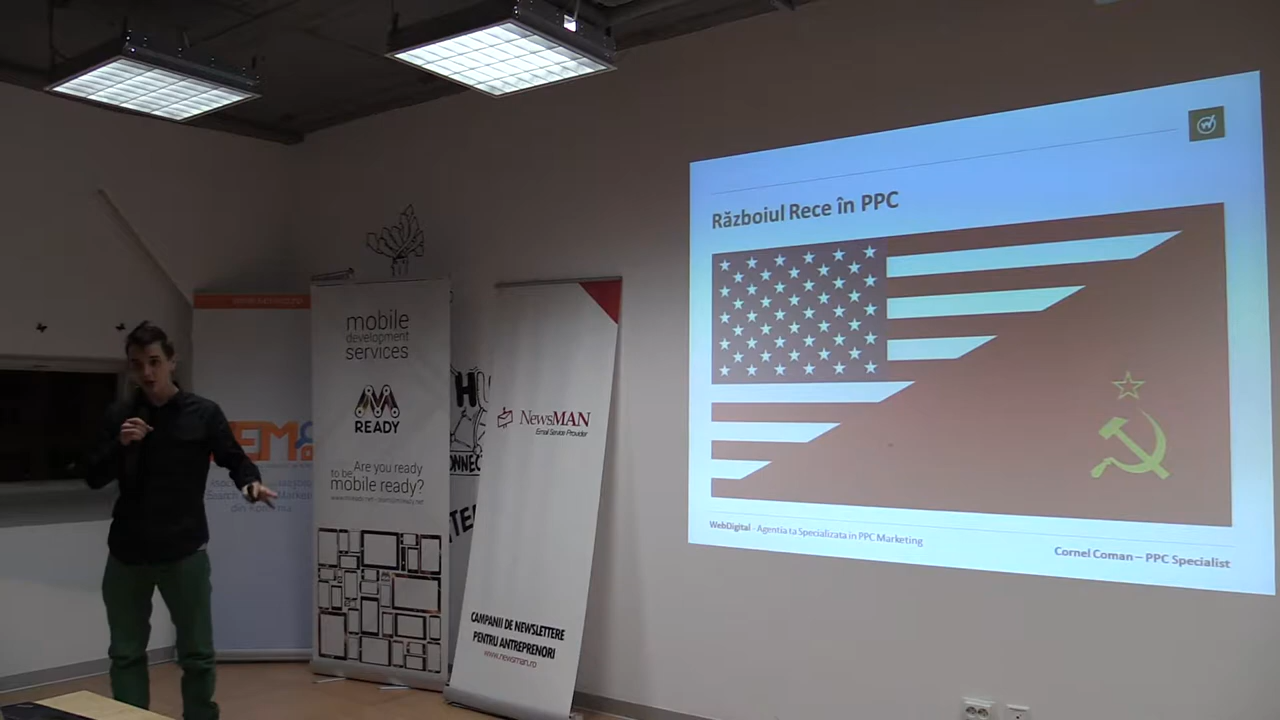 Războiul Rece în PPC
WebDigital - Agentia ta Specializata in PPC Marketing
Cornel Coman – PPC Specialist
mobile
development
services
READY
Are you ready
to be
mobile ready?
NewsMAN
Email Service Provider
CAMPANII DE NEWSLETTERE
PENTRU ANTREPRENORI
www.newsman.ro